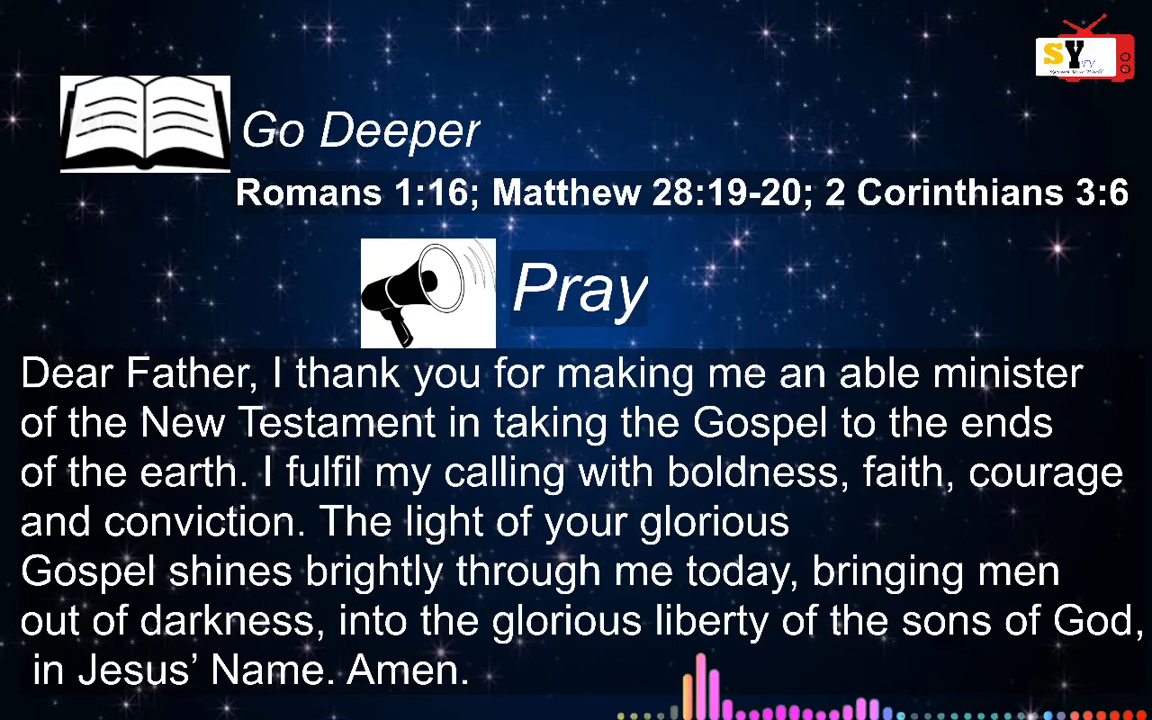 SY
TV
Go Deeper
Romans 1:16; Matthew 28:19-20; 2 Corinthians 3:6
Pray
Dear Father, I thank you for making me an able minister
of the New Testament in taking the Gospel to the ends
of the earth. I fulfil my calling with boldness, faith, courage
and conviction. The light of your glorious
Gospel shines brightly through me today, bringing men
out of darkness, into the glorious liberty of the sons of God,
in Jesus’ Name. Amen.